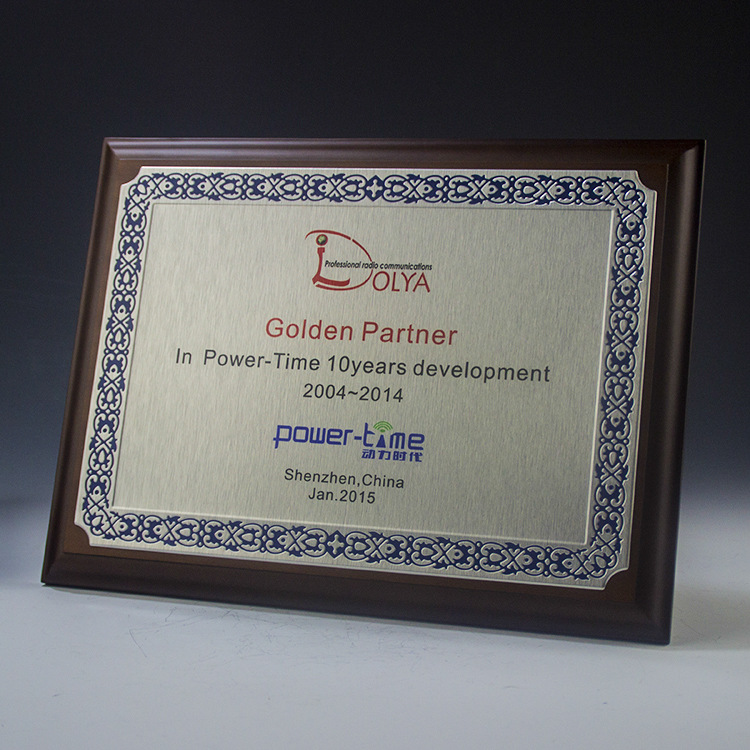 Professional radio communications
DOLYA
Golden Partner
In Power-Time 10years development
2004~2014
power-time
动力时代
Shenzhen,China
Jan.2015